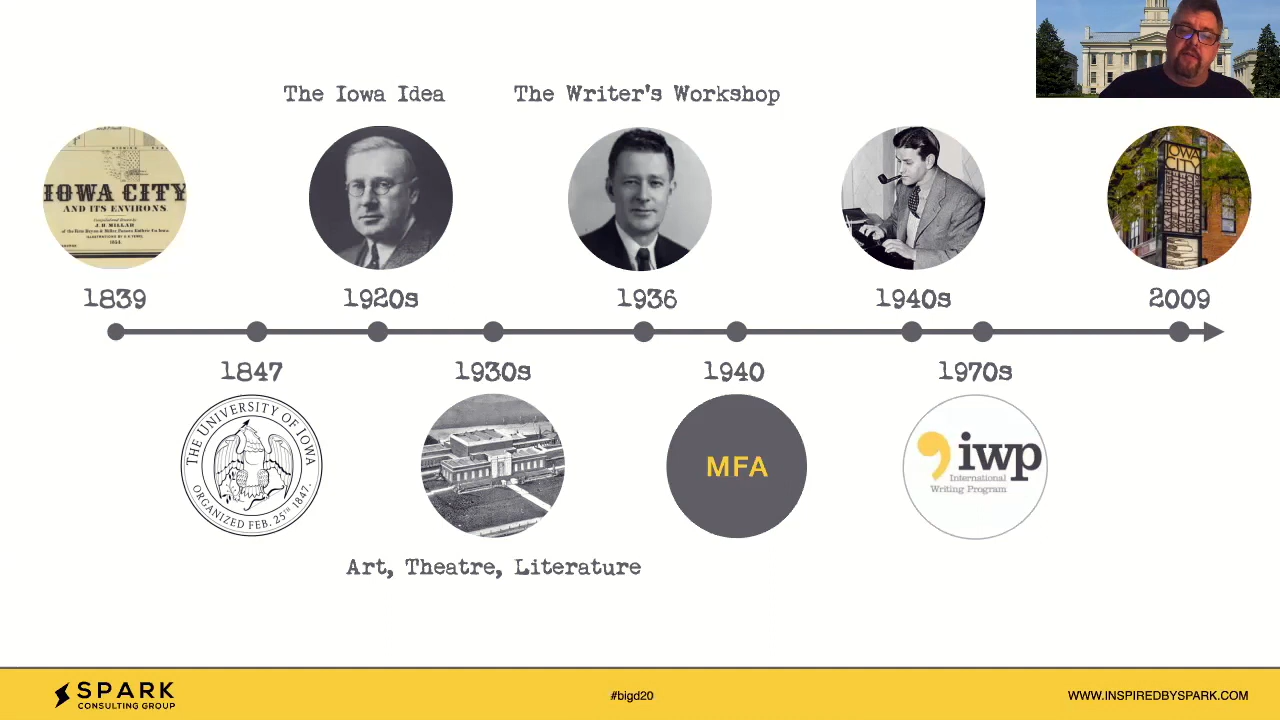 The Iowa Idea
The Writer's Workshop
IOWA CITY
AND ITS ENVIRONS
J.H. MILLAR
1854.
IOWA
CITY
1839
1920s
1936
1940s
2009
1847
1930s
1940
1970s
THE UNIVERSITY OF IOWA
ORGANIZED FEB. 25TH 1847.
MFA
iwp
International
Writing Program
Art, Theatre, Literature
SPARK
CONSULTING GROUP
#bigd20
WWW.INSPIREDBYSPARK.COM